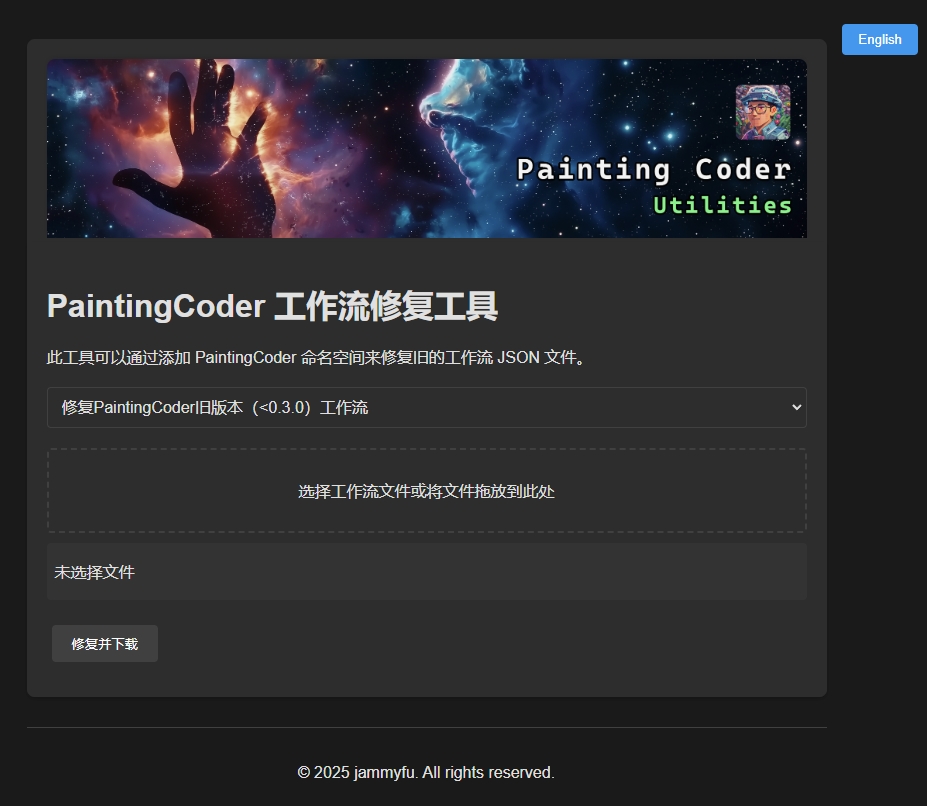 English
Painting Coder
Utilities
PaintingCoder 工作流修复工具
此工具可以通过添加 PaintingCoder 命名空间来修复旧的工作流 JSON 文件。
修复PaintingCoder旧版本（<0.3.0）工作流
选择工作流文件或将文件拖放到此处
未选择文件
修复并下载
© 2025 jammyfu. All rights reserved.